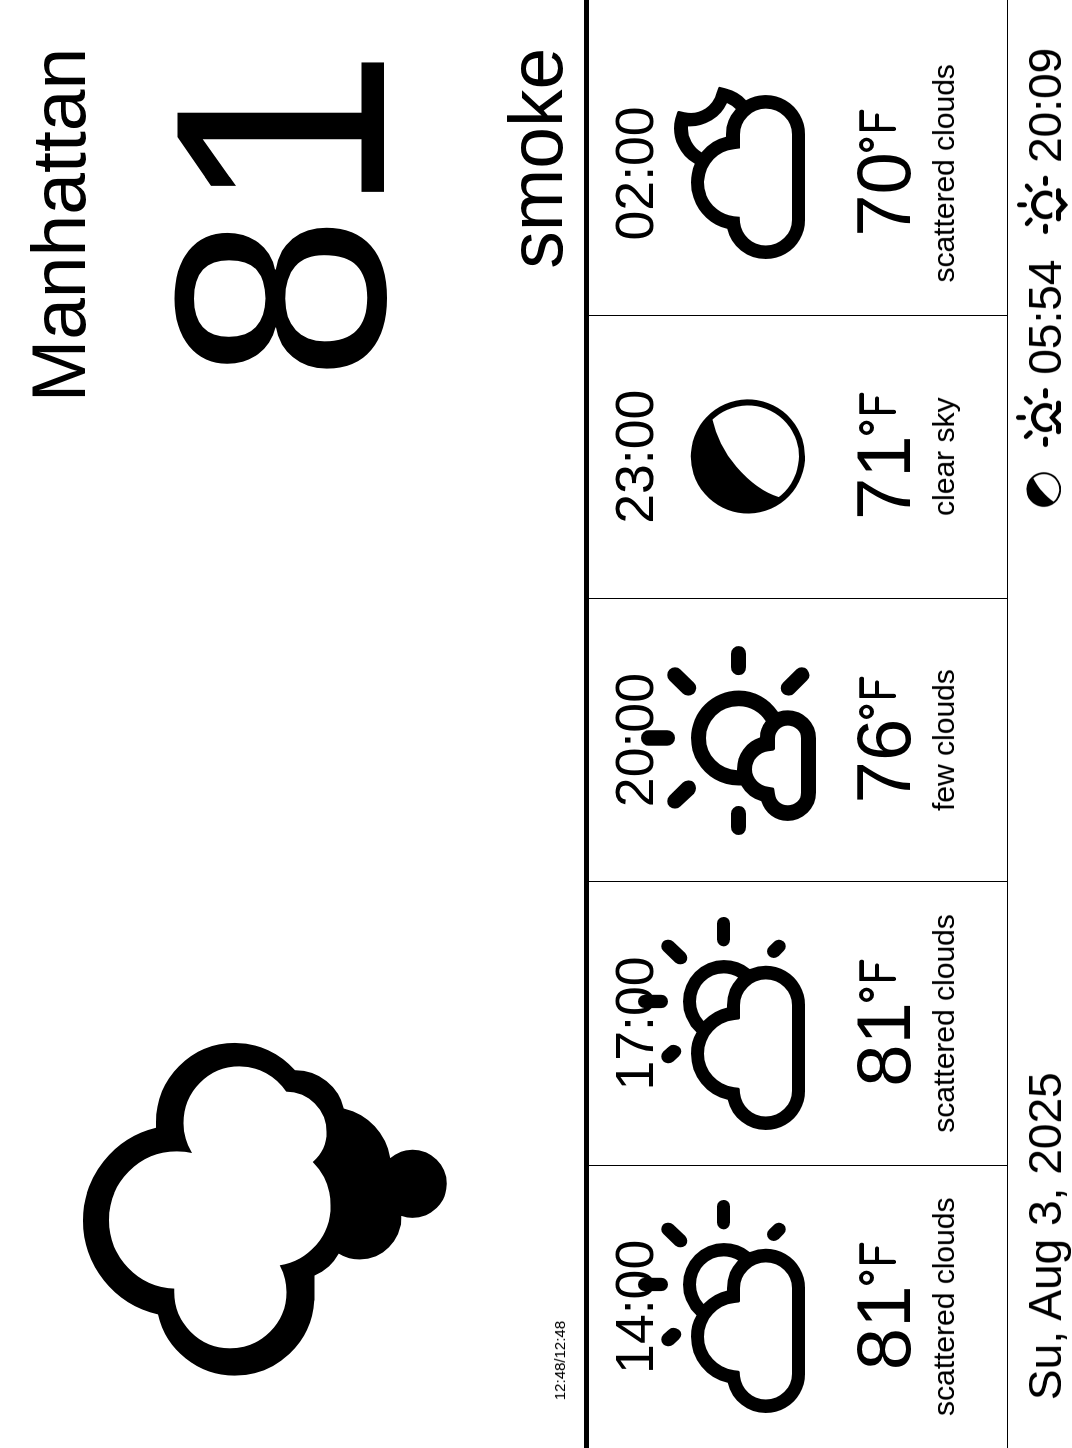 Manhattan
81
smoke
12:48/12:48
14:00
81°F
scattered clouds
17:00
81°F
scattered clouds
20:00
76°F
few clouds
23:00
71°F
clear sky
02:00
70°F
scattered clouds
Su, Aug 3, 2025
05:54
20:09